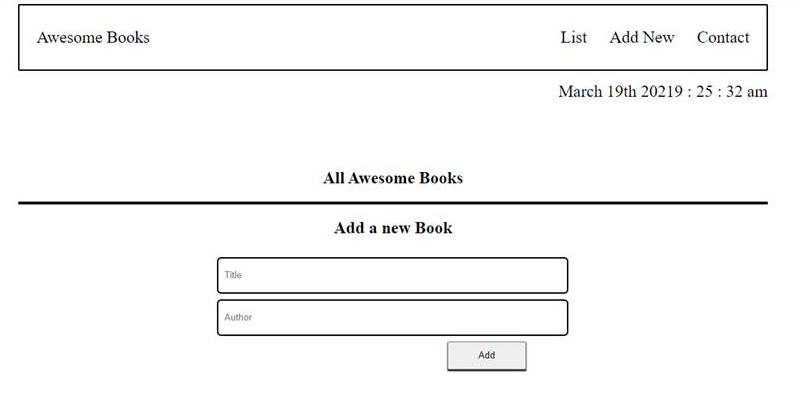 Awesome Books List Add New Contact
March 19th 20219 : 25 : 32 am
All Awesome Books
Add a new Book
Title
Author
Add